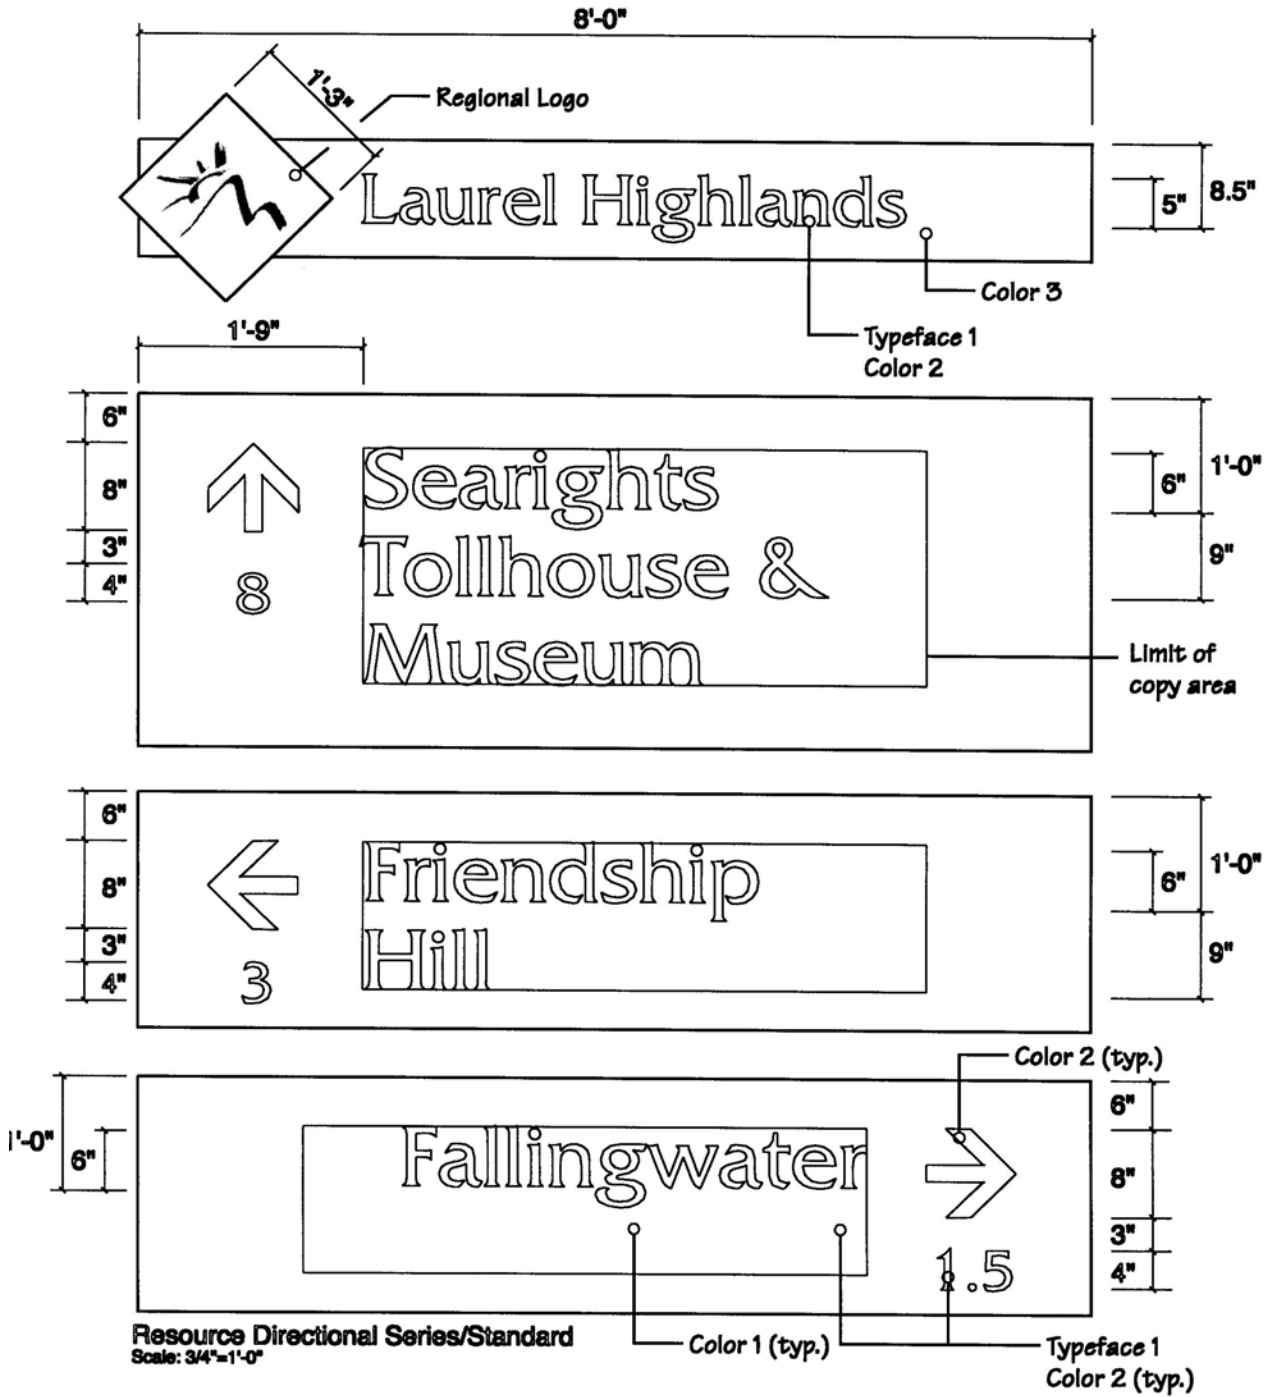 8'-0"
1'-3"
Regional Logo
Laurel Highlands
5"
8.5"
Color 3
Typeface 1
Color 2
1'-9"
6"
8"
3"
4"
8
Searights
Tollhouse &
Museum
6"
1'-0"
9"
Limit of
copy area
6"
8"
3"
4"
3
Friendship
Hill
6"
1'-0"
9"
Color 2 (typ.)
1'-0"
6"
Fallingwater
1.5
6"
8"
3"
4"
Resource Directional Series/Standard
Scale: 3/4"=1'-0"
Color 1 (typ.)
Typeface 1
Color 2 (typ.)